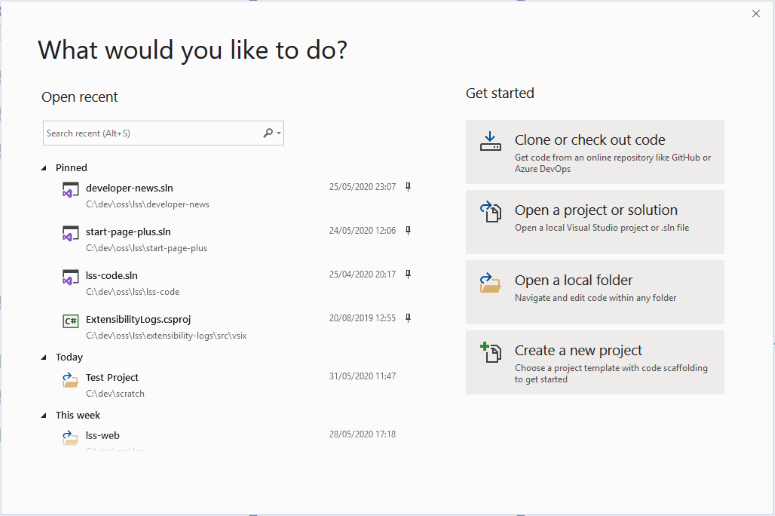 What would you like to do?
Open recent
Search recent (Alt+S)
Pinned
developer-news.sln 25/05/2020 23:07
C:\dev\oss\lss\developer-news
start-page-plus.sln 24/05/2020 12:06
C:\dev\oss\lss\start-page-plus
lss-code.sln 25/04/2020 20:17
C:\dev\oss\lss\lss-code
C# ExtensibilityLogs.csproj 20/08/2019 12:55
C:\dev\oss\lss\extensibility-logs\src\vsix
Today
Test Project 31/05/2020 11:47
C:\dev\scratch
This week
lss-web 28/05/2020 17:18
Get started
Clone or check out code
Get code from an online repository like GitHub or
Azure DevOps
Open a project or solution
Open a local Visual Studio project or .sln file
Open a local folder
Navigate and edit code within any folder
Create a new project
Choose a project template with code scaffolding
to get started